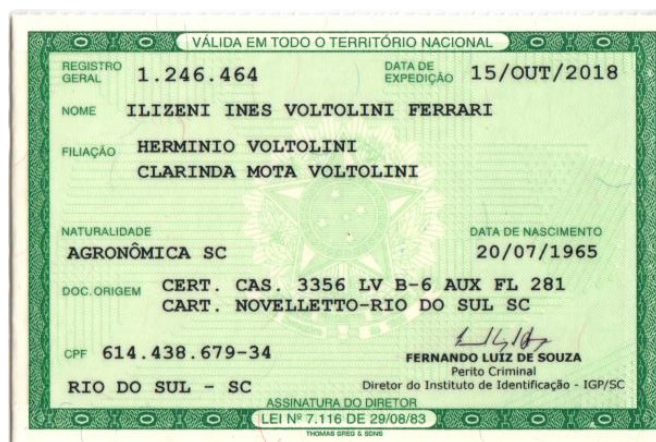 VÁLIDA EM TODO O TERRITÓRIO NACIONAL
REGISTRO GERAL 1.246.464 DATA DE EXPEDIÇÃO 15/OUT/2018
NOME ILIZENI INES VOLTOLINI FERRARI
FILIAÇÃO HERMINIO VOLTOLINI
CLARINDA MOTA VOLTOLINI
NATURALIDADE DATA DE NASCIMENTO
AGRONÔMICA SC 20/07/1965
DOC.ORIGEM CERT. CAS. 3356 LV B-6 AUX FL 281
CART. NOVELLETTO-RIO DO SUL SC
CPF 614.438.679-34
FERNANDO LUIZ DE SOUZA
Perito Criminal
RIO DO SUL - SC Diretor do Instituto de Identificação - IGP/SC
ASSINATURA DO DIRETOR
LEI Nº 7.116 DE 29/08/83
THOMAS GREG & SONS